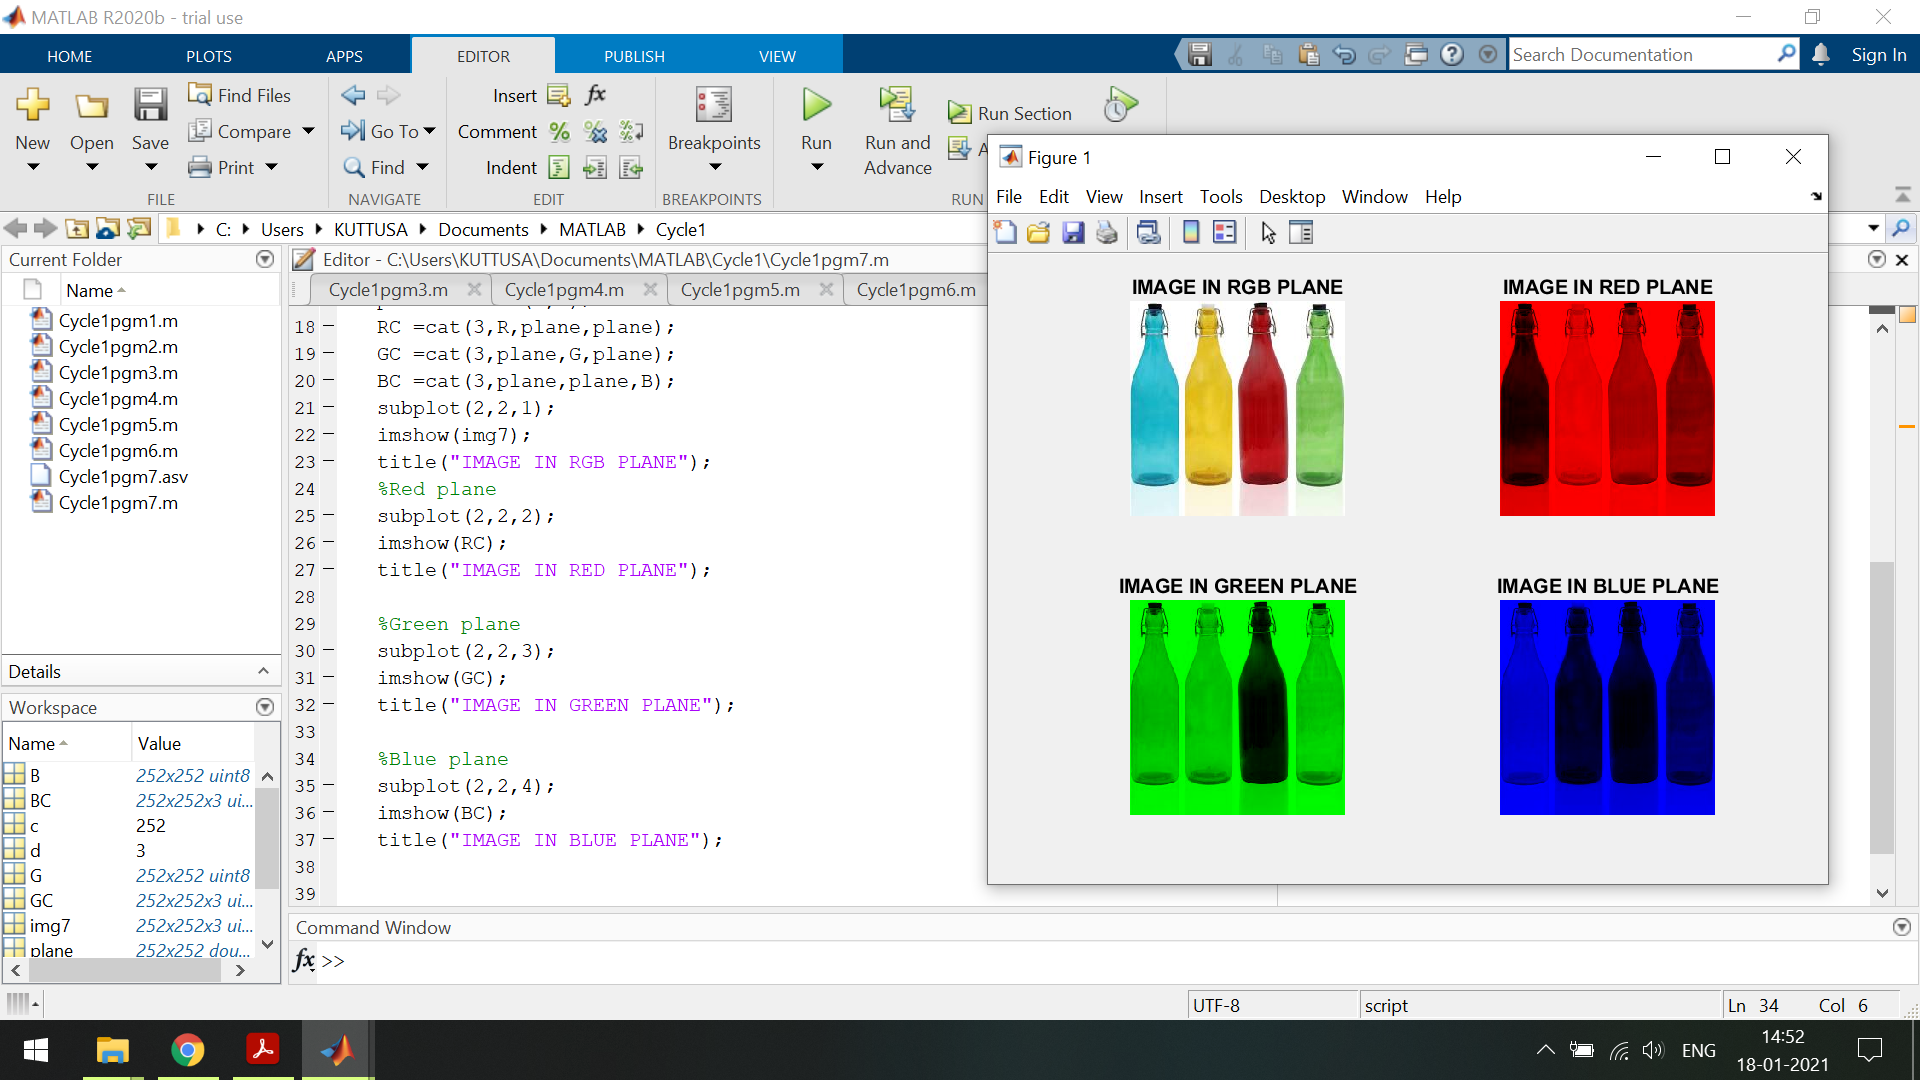 MATLAB R2020b - trial use
HOME PLOTS APPS EDITOR PUBLISH VIEW
Search Documentation
Sign In
New
Open
Save
Find Files
Compare
Print
FILE
Go To
Find
NAVIGATE
Insert fx
Comment
Indent
EDIT
Breakpoints
BREAKPOINTS
Run
Run and
Advance
Run Section
A
RUN
C: Users KUTTUSA Documents MATLAB Cycle1
Current Folder
Name
Cycle1pgm1.m
Cycle1pgm2.m
Cycle1pgm3.m
Cycle1pgm4.m
Cycle1pgm5.m
Cycle1pgm6.m
Cycle1pgm7.asv
Cycle1pgm7.m
Details
Workspace
Name Value
B 252x252 uint8
BC 252x252x3 ui...
c 252
d 3
G 252x252 uint8
GC 252x252x3 ui...
img7 252x252x3 ui...
plane 252x252 dou...
Editor - C:\Users\KUTTUSA\Documents\MATLAB\Cycle1\Cycle1pgm7.m
Cycle1pgm3.m Cycle1pgm4.m Cycle1pgm5.m Cycle1pgm6.m
18 RC =cat(3,R,plane,plane);
19 GC =cat(3,plane,G,plane);
20 BC =cat(3,plane,plane,B);
21 subplot(2,2,1);
22 imshow(img7);
23 title("IMAGE IN RGB PLANE");
24 %Red plane
25 subplot(2,2,2);
26 imshow(RC);
27 title("IMAGE IN RED PLANE");
28
29 %Green plane
30 subplot(2,2,3);
31 imshow(GC);
32 title("IMAGE IN GREEN PLANE");
33
34 %Blue plane
35 subplot(2,2,4);
36 imshow(BC);
37 title("IMAGE IN BLUE PLANE");
38
39
Figure 1
File Edit View Insert Tools Desktop Window Help
IMAGE IN RGB PLANE
IMAGE IN RED PLANE
IMAGE IN GREEN PLANE
IMAGE IN BLUE PLANE
Command Window
fx >>
UTF-8
script
Ln 34 Col 6
ENG
14:52
18-01-2021